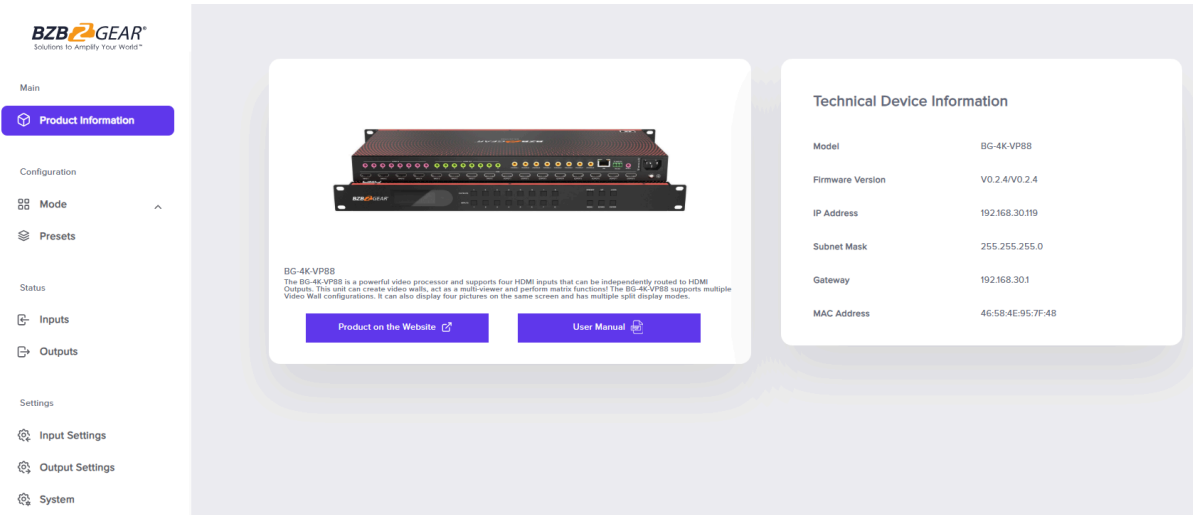 BZB GEAR®
Solutions to Amplify Your World™
Main
Product Information
Configuration
Mode
Presets
Status
Inputs
Outputs
Settings
Input Settings
Output Settings
System
BZBGEAR
BG-4K-VP88
The BG-4K-VP88 is a powerful video processor and supports four HDMI inputs that can be independently routed to HDMI
Outputs. This unit can create video walls, act as a multi-viewer and perform matrix functions! The BG-4K-VP88 supports multiple
Video Wall configurations. It can also display four pictures on the same screen and has multiple split display modes.
Product on the Website
User Manual
Technical Device Information
Model BG-4K-VP88
Firmware Version V0.2.4/V0.2.4
IP Address 192.168.30.119
Subnet Mask 255.255.255.0
Gateway 192.168.30.1
MAC Address 46:58:4E:95:7F:48